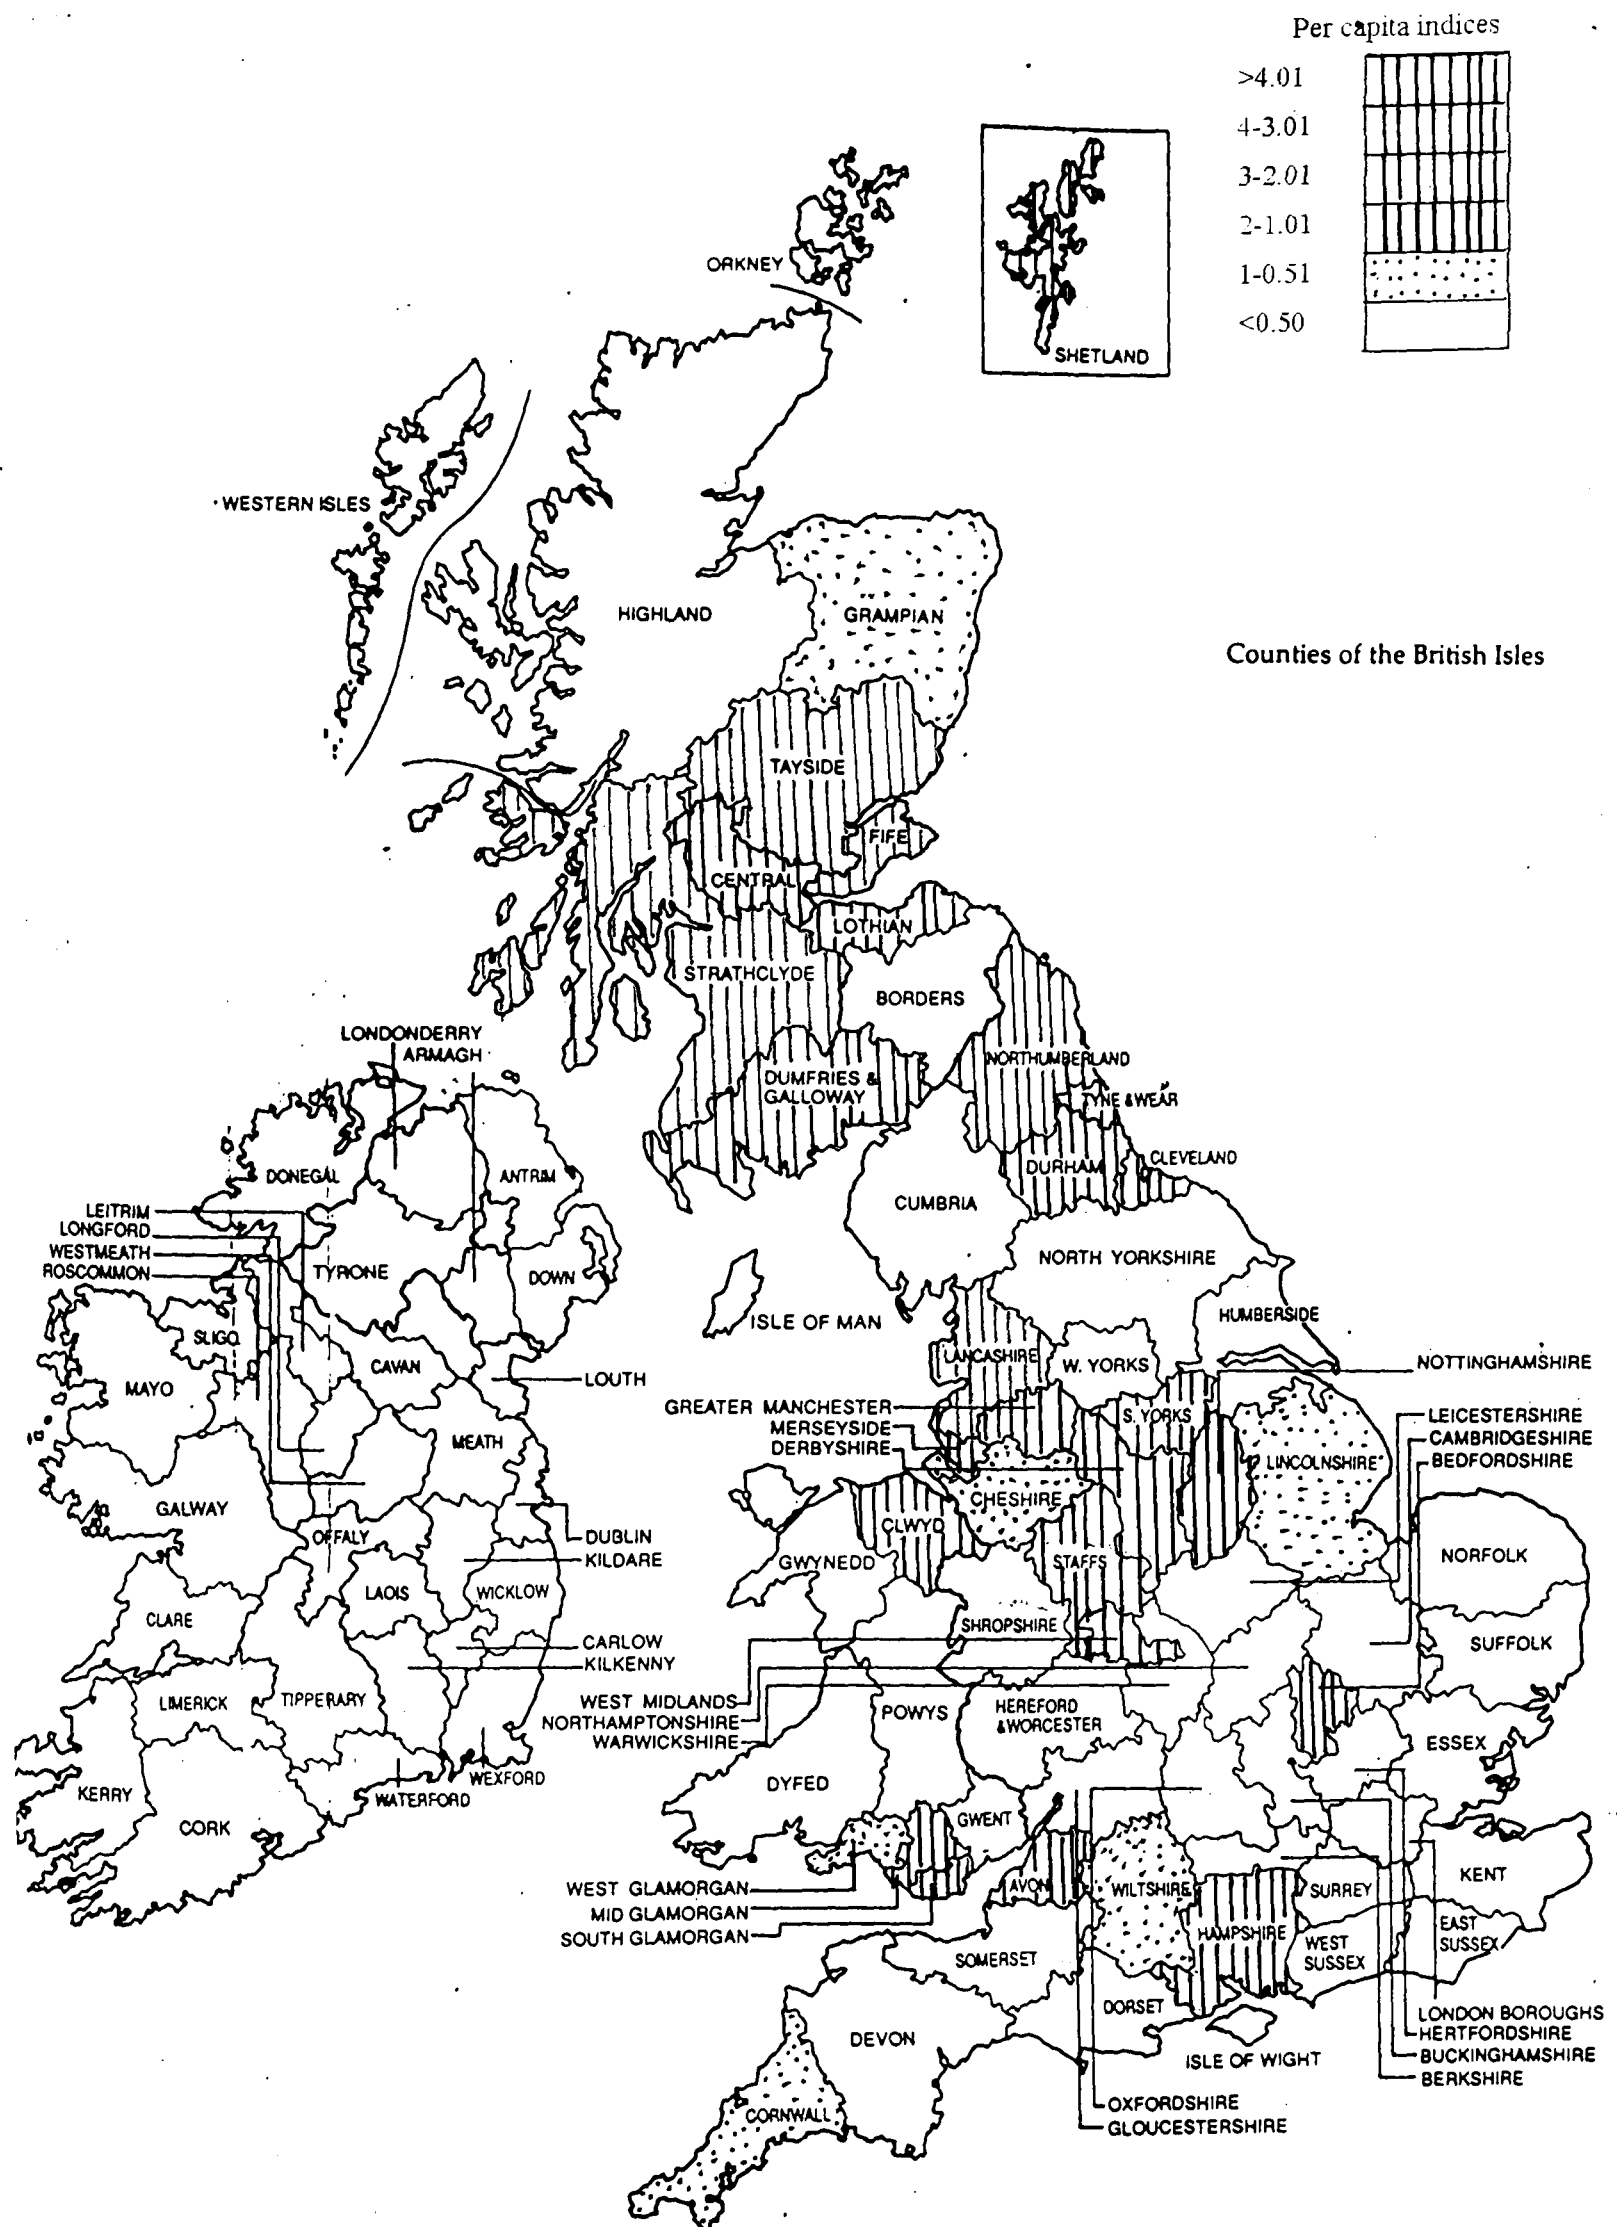 Per capita indices
>4.01
4-3.01
3-2.01
2-1.01
1-0.51
<0.50
ORKNEY
SHETLAND
WESTERN ISLES
HIGHLAND
GRAMPIAN
Counties of the British Isles
TAYSIDE
FIFE
CENTRAL
LOTHIAN
STRATHCLYDE
BORDERS
LONDONDERRY
ARMAGH
NORTHUMBERLAND
DUMFRIES &
GALLOWAY
TYNE & WEAR
DONEGAL
ANTRIM
DURHAM
CLEVELAND
CUMBRIA
LEITRIM
LONGFORD
WESTMEATH
ROSCOMMON
TYRONE
DOWN
NORTH YORKSHIRE
ISLE OF MAN
HUMBERSIDE
SLIGO
CAVAN
LANCASHIRE
W. YORKS
NOTTINGHAMSHIRE
MAYO
LOUTH
GREATER MANCHESTER
MERSEYSIDE
DERBYSHIRE
S. YORKS
LEICESTERSHIRE
CAMBRIDGESHIRE
BEDFORDSHIRE
MEATH
LINCOLNSHIRE
GALWAY
CHESHIRE
CLWYD
OFFALY
DUBLIN
KILDARE
GWYNEDD
STAFFS
NORFOLK
LAOIS
WICKLOW
CLARE
SHROPSHIRE
SUFFOLK
CARLOW
KILKENNY
LIMERICK
TIPPERARY
WEST MIDLANDS
NORTHAMPTONSHIRE
WARWICKSHIRE
POWYS
HEREFORD
& WORCESTER
ESSEX
KERRY
WEXFORD
WATERFORD
DYFED
CORK
GWENT
KENT
WEST GLAMORGAN
MID GLAMORGAN
SOUTH GLAMORGAN
AVON
WILTSHIRE
SURREY
HAMPSHIRE
WEST
SUSSEX
EAST
SUSSEX
SOMERSET
DORSET
DEVON
ISLE OF WIGHT
LONDON BOROUGHS
HERTFORDSHIRE
BUCKINGHAMSHIRE
BERKSHIRE
OXFORDSHIRE
GLOUCESTERSHIRE
CORNWALL